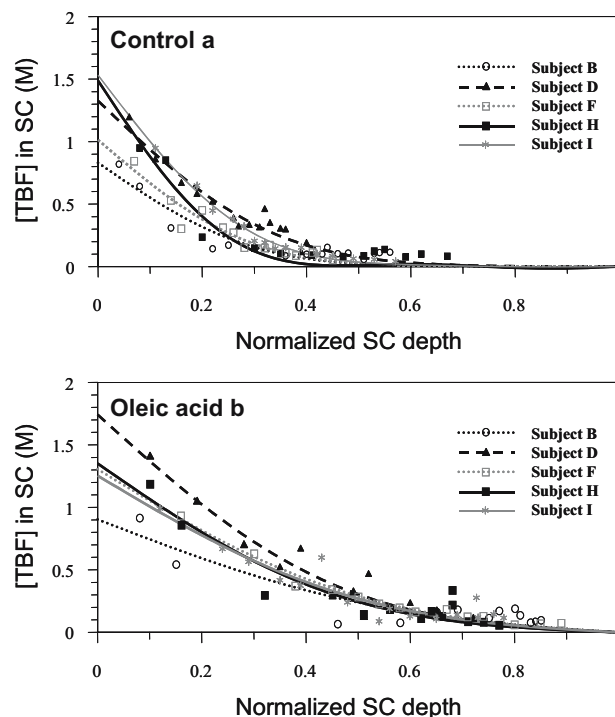 Control a
[TBF] in SC (M)
2
1.5
1
0.5
0
0 0.2 0.4 0.6 0.8
Normalized SC depth
Subject B
Subject D
Subject F
Subject H
Subject I
Oleic acid b
[TBF] in SC (M)
2
1.5
1
0.5
0
0 0.2 0.4 0.6 0.8
Normalized SC depth
Subject B
Subject D
Subject F
Subject H
Subject I